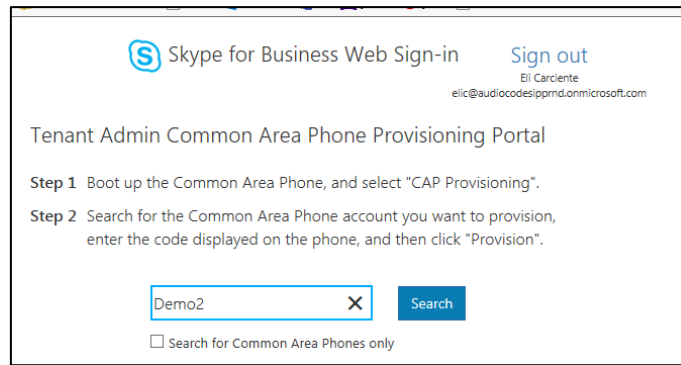 Skype for Business Web Sign-in
Sign out
Eli Carciente
elic@audiocodesipprnd.onmicrosoft.com
Tenant Admin Common Area Phone Provisioning Portal
Step 1 Boot up the Common Area Phone, and select "CAP Provisioning".
Step 2 Search for the Common Area Phone account you want to provision,
enter the code displayed on the phone, and then click "Provision".
Demo2
Search
Search for Common Area Phones only